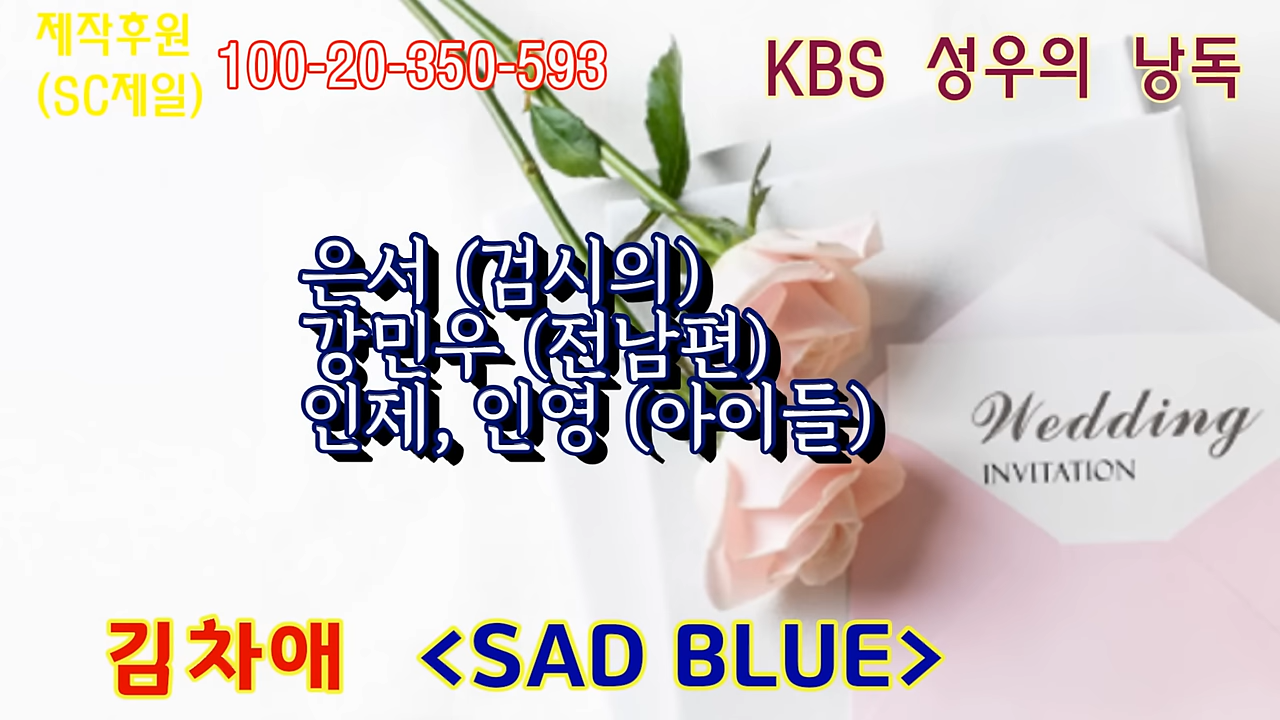 제작후원
(SC제일)
100-20-350-593
KBS 성우의 낭독
은서 (검시의)
강민우 (전남편)
인제, 인영 (아이들)
Wedding
INVITATION
김차애 <SAD BLUE>